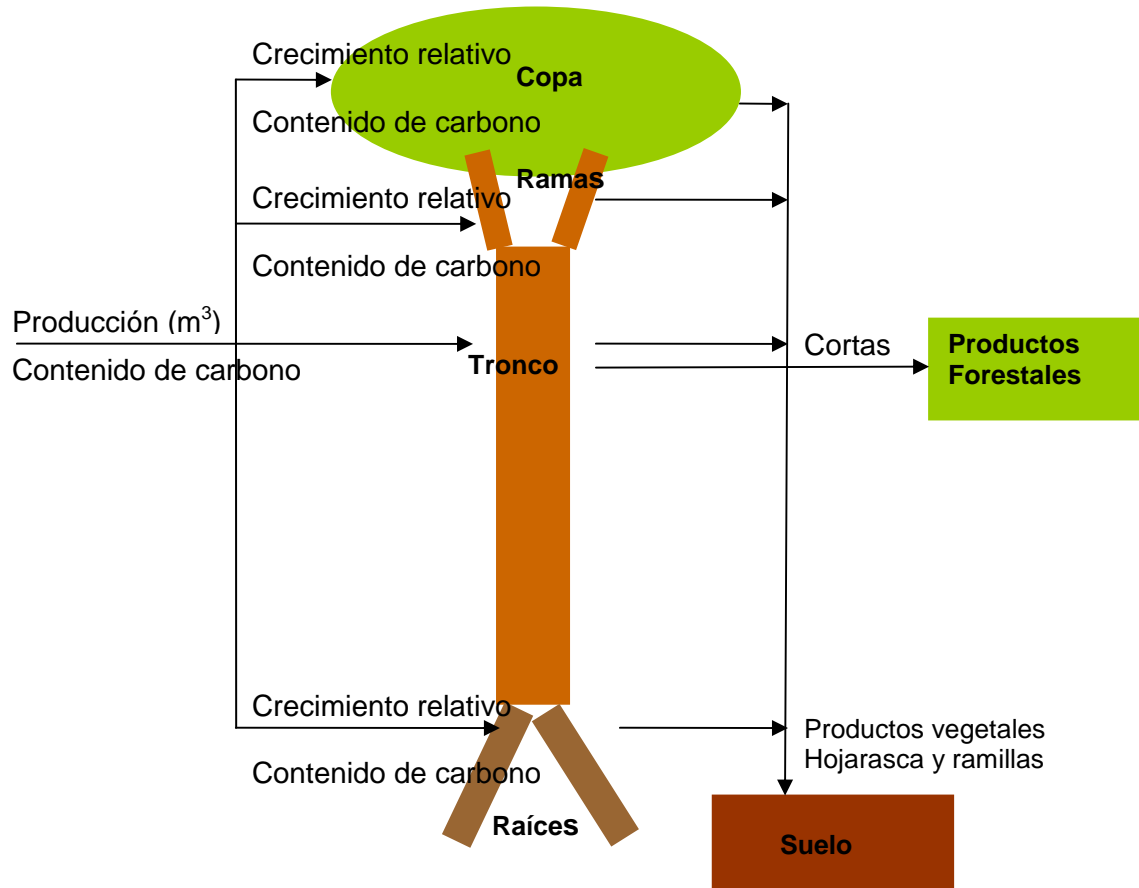 Crecimiento relativo
Copa
Contenido de carbono
Ramas
Crecimiento relativo
Contenido de carbono
Producción (m³)
Contenido de carbono
Tronco
Cortas
Productos
Forestales
Crecimiento relativo
Contenido de carbono
Raíces
Productos vegetales
Hojarasca y ramillas
Suelo